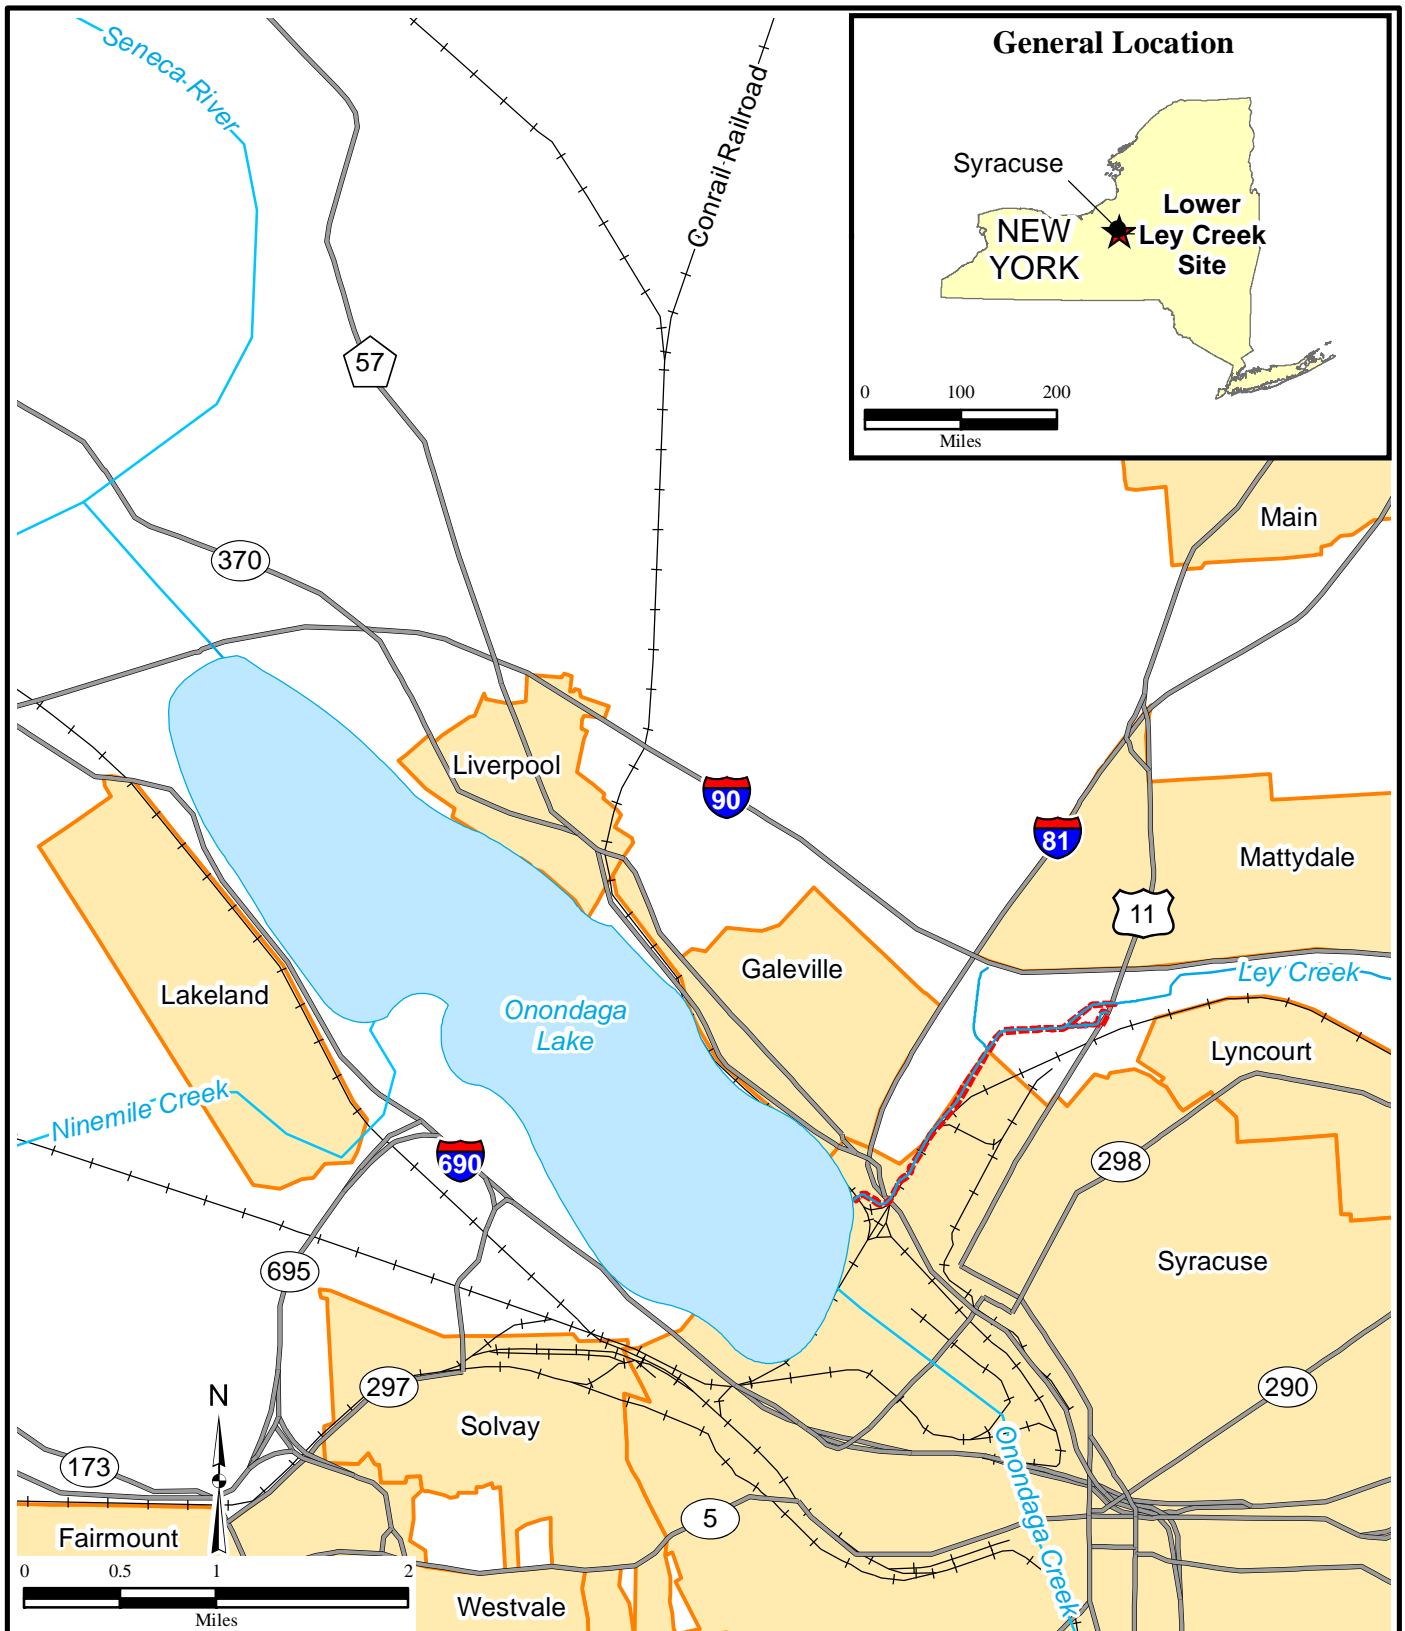 General Location
Syracuse
NEW
YORK
Lower
Ley Creek
Site
0 100 200
Miles
Seneca River
Conrail Railroad
57
370
Main
Liverpool
90
81
Mattydale
11
Galeville
Ley Creek
Lakeland
Onondaga
Lake
Lyncourt
Ninemile Creek
690
298
695
Syracuse
297
290
N
Solvay
173
5
Onondaga Creek
Fairmount
0 0.5 1 2
Miles
Westvale